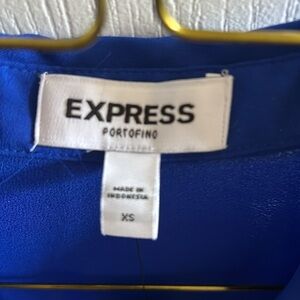 EXPRESS
PORTOFINO
MADE IN
INDONESIA
XS